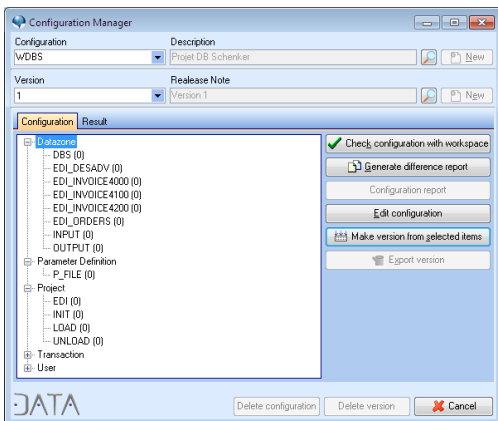 Configuration Manager
Configuration Description
WDBS Projet DB Schenker New
Version Realease Note
1 Version 1 New
Configuration Result
Datazone
DBS (0)
EDI_DESADV (0)
EDI_INVOICE4000 (0)
EDI_INVOICE4100 (0)
EDI_INVOICE4200 (0)
EDI_ORDERS (0)
INPUT (0)
OUTPUT (0)
Parameter Definition
P_FILE (0)
Project
EDI (0)
INIT (0)
LOAD (0)
UNLOAD (0)
Transaction
User
Check configuration with workspace
Generate difference report
Configuration report
Edit configuration
Make version from selected items
Export version
DATA
Delete configuration Delete version Cancel